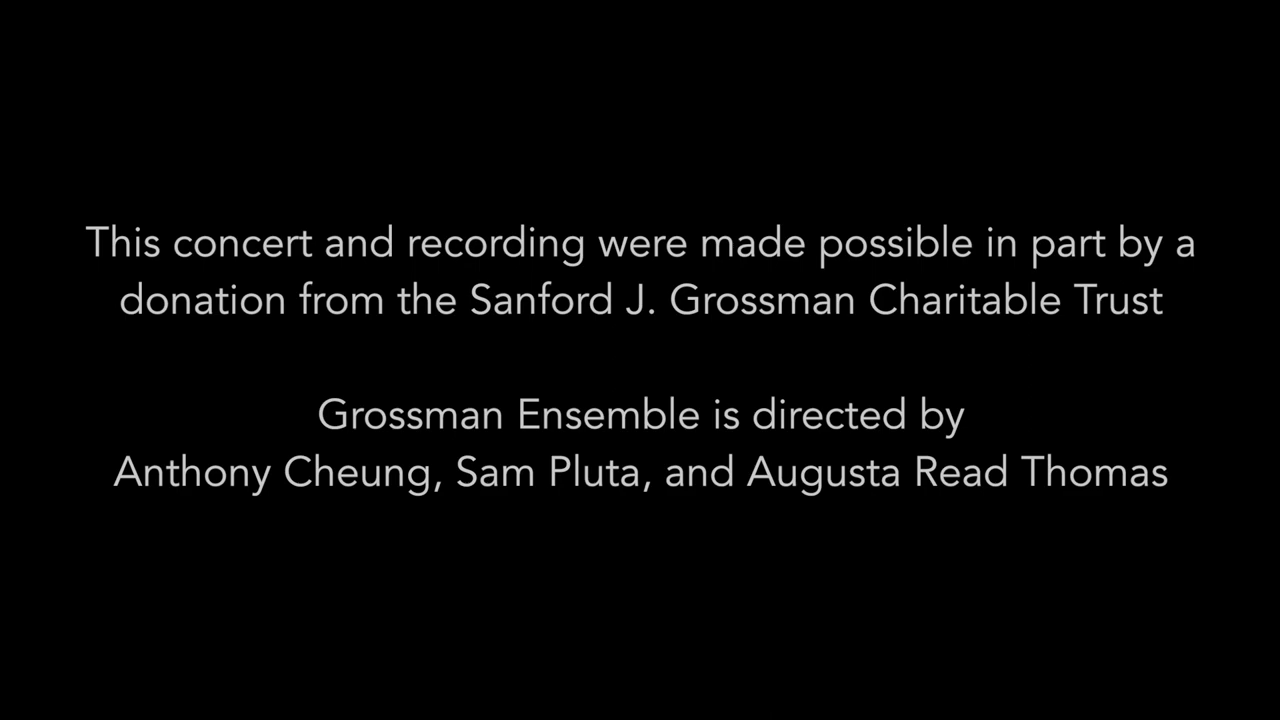 This concert and recording were made possible in part by a
donation from the Sanford J. Grossman Charitable Trust
Grossman Ensemble is directed by
Anthony Cheung, Sam Pluta, and Augusta Read Thomas